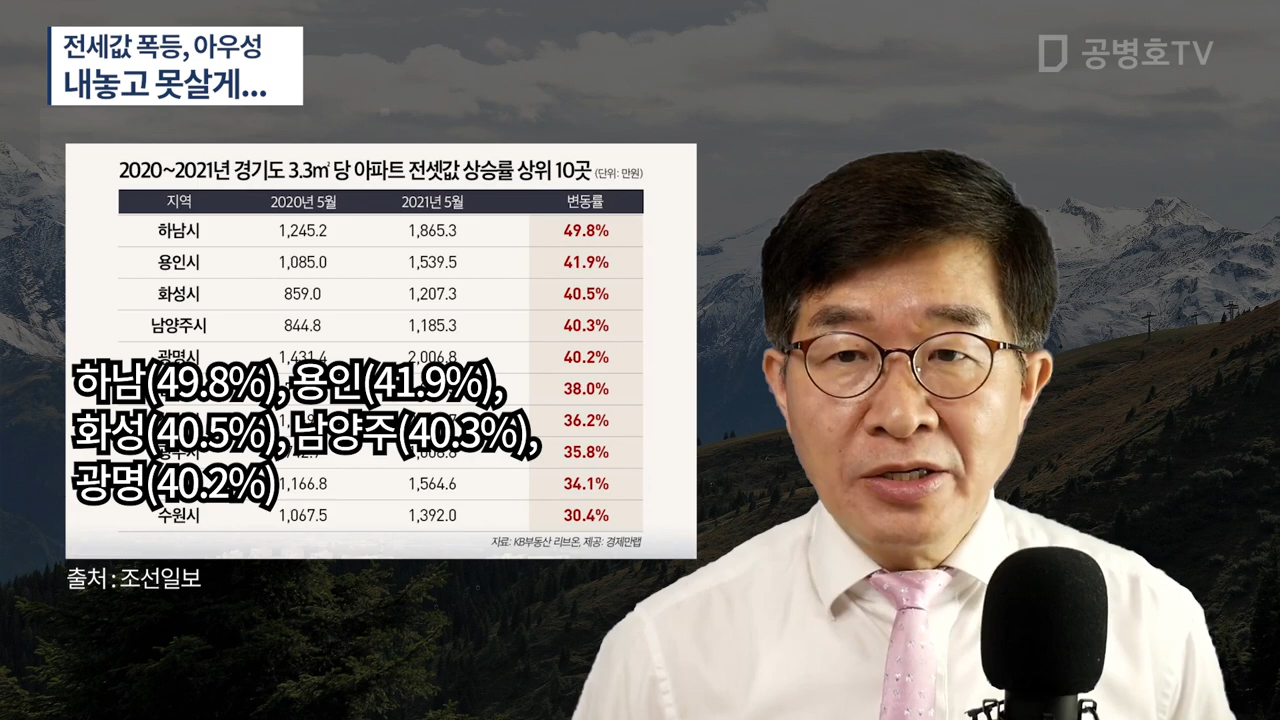 전세값 폭등, 아우성
내놓고 못살게...
공병호TV
2020~2021년 경기도 3.3㎡ 당 아파트 전셋값 상승률 상위 10곳 (단위: 만원)
지역 2020년 5월 2021년 5월 변동률
하남시 1,245.2 1,865.3 49.8%
용인시 1,085.0 1,539.5 41.9%
화성시 859.0 1,207.3 40.5%
남양주시 844.8 1,185.3 40.3%
광명시 1,431.4 2,006.8 40.2%
38.0%
36.2%
35.8%
1,166.8 1,564.6 34.1%
수원시 1,067.5 1,392.0 30.4%
하남(49.8%), 용인(41.9%),
화성(40.5%), 남양주(40.3%),
광명(40.2%)
자료: KB부동산 리브온, 제공: 경제만랩
출처 : 조선일보